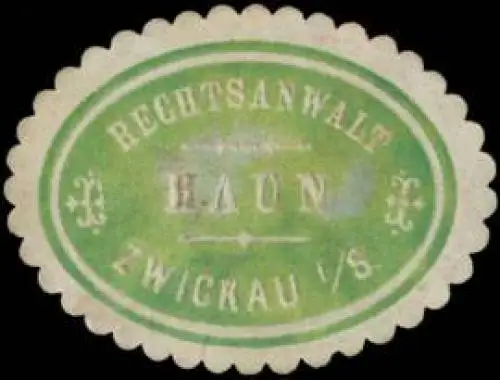 RECHTSANWALT
HAUN
ZWICKAU i/S.